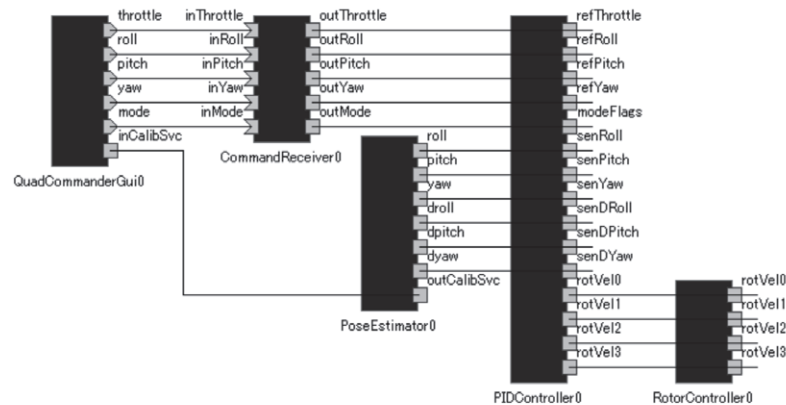 throttle inThrottle outThrottle refThrottle
roll inRoll outRoll refRoll
pitch inPitch outPitch refPitch
yaw inYaw outYaw refYaw
mode inMode outMode modeFlags
inCalibSvc roll senRoll
CommandReceiver0 pitch senPitch
QuadCommanderGui0 yaw senYaw
droll senDRoll
dpitch senDPitch
dyaw senDYaw
outCalibSvc rotVel0 rotVel0
rotVel1 rotVel1
PoseEstimator0 rotVel2 rotVel2
rotVel3 rotVel3
PIDController0 RotorController0